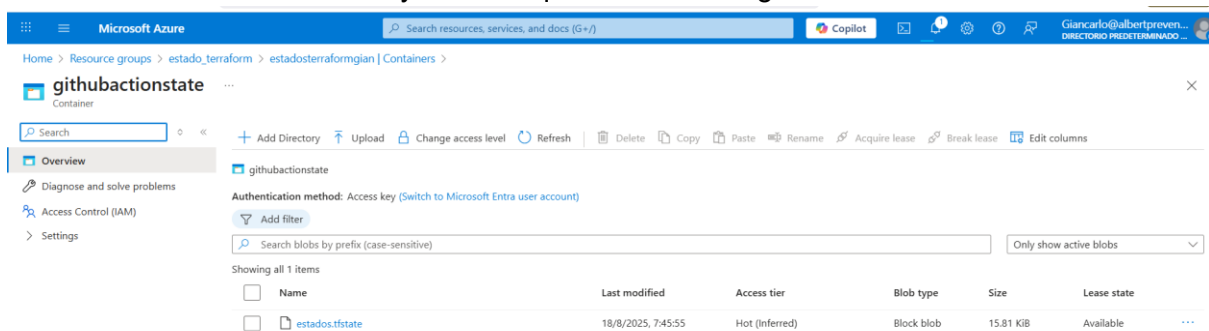 Microsoft Azure
Search resources, services, and docs (G+/)
Copilot
1
Giancarlo@albertpreven...
DIRECTORIO PREDETERMINADO ...
Home > Resource groups > estado_terraform > estadosterraformgian | Containers >
githubactionstate ...
Container
Search
Add Directory Upload Change access level Refresh Delete Copy Paste Rename Acquire lease Break lease Edit columns
Overview
Diagnose and solve problems
Access Control (IAM)
Settings
githubactionstate
Authentication method: Access key (Switch to Microsoft Entra user account)
Add filter
Search blobs by prefix (case-sensitive)
Only show active blobs
Showing all 1 items
Name Last modified Access tier Blob type Size Lease state
estados.tfstate 18/8/2025, 7:45:55 Hot (Inferred) Block blob 15.81 KiB Available ...